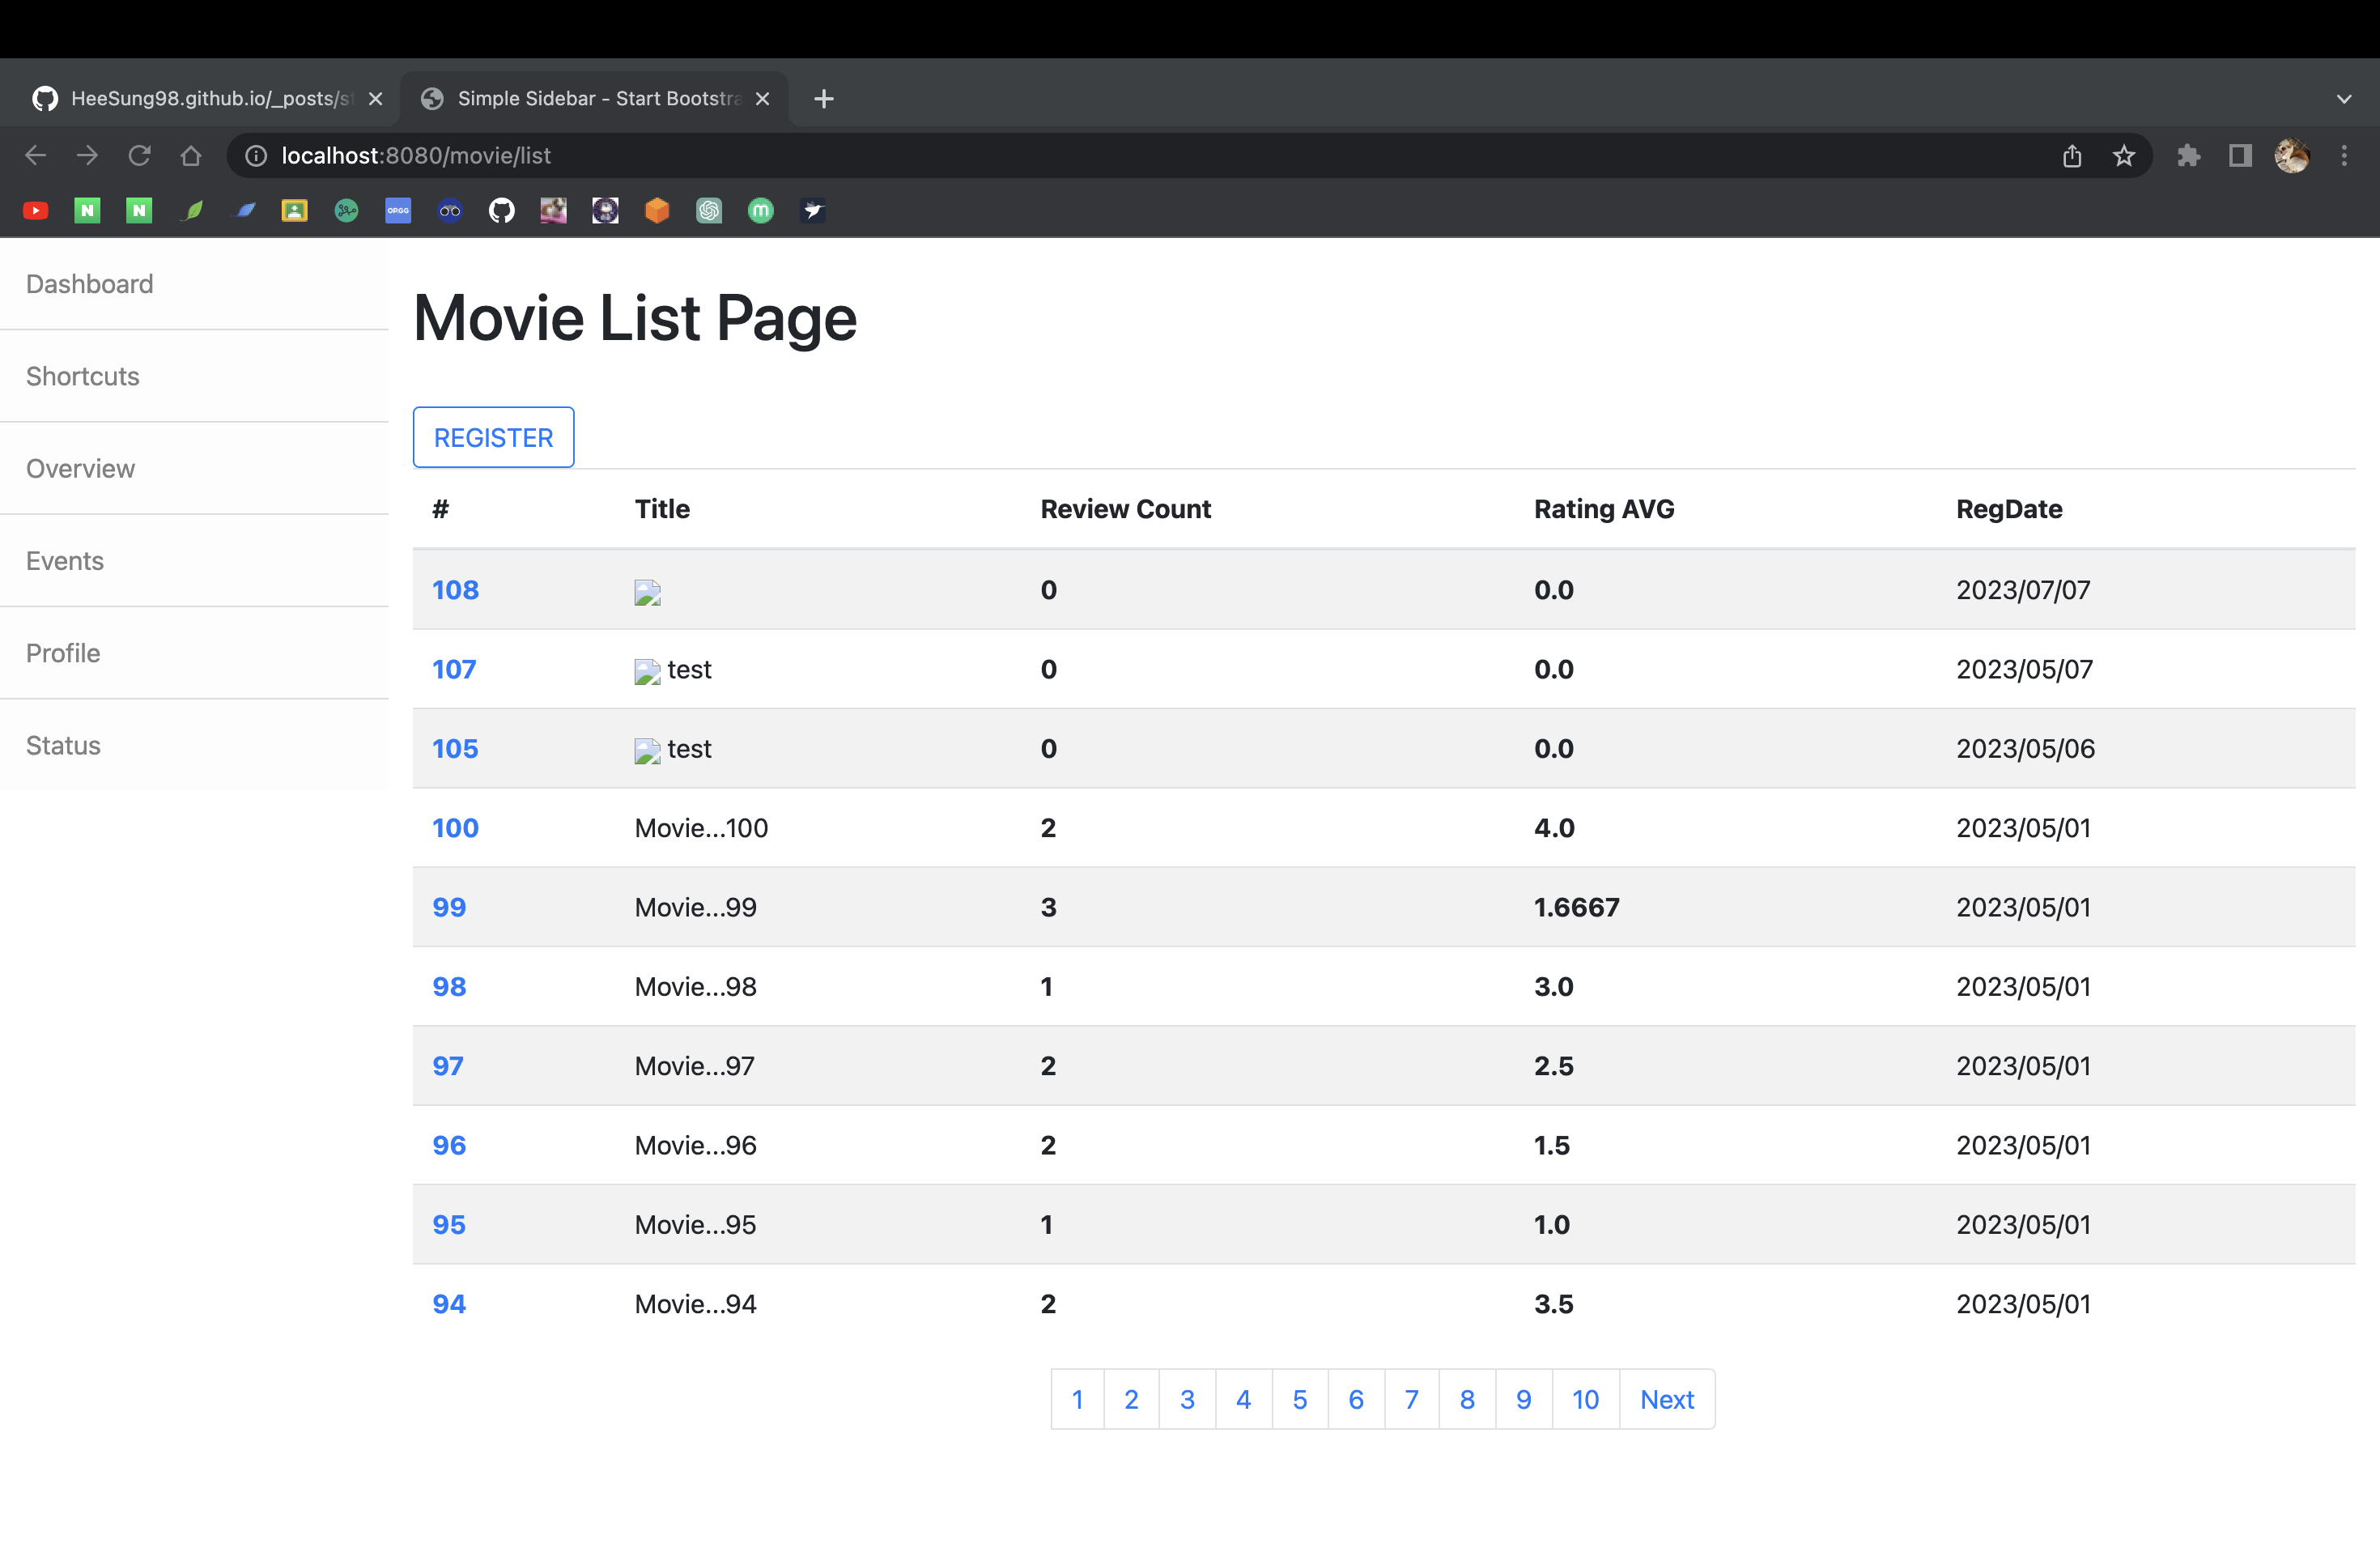 HeeSung98.github.io/_posts/st
Simple Sidebar - Start Bootstra
localhost:8080/movie/list
N N OP.GG m
Dashboard
Shortcuts
Overview
Events
Profile
Status
Movie List Page
REGISTER
# Title Review Count Rating AVG RegDate
108 0 0.0 2023/07/07
107 test 0 0.0 2023/05/07
105 test 0 0.0 2023/05/06
100 Movie...100 2 4.0 2023/05/01
99 Movie...99 3 1.6667 2023/05/01
98 Movie...98 1 3.0 2023/05/01
97 Movie...97 2 2.5 2023/05/01
96 Movie...96 2 1.5 2023/05/01
95 Movie...95 1 1.0 2023/05/01
94 Movie...94 2 3.5 2023/05/01
1 2 3 4 5 6 7 8 9 10 Next